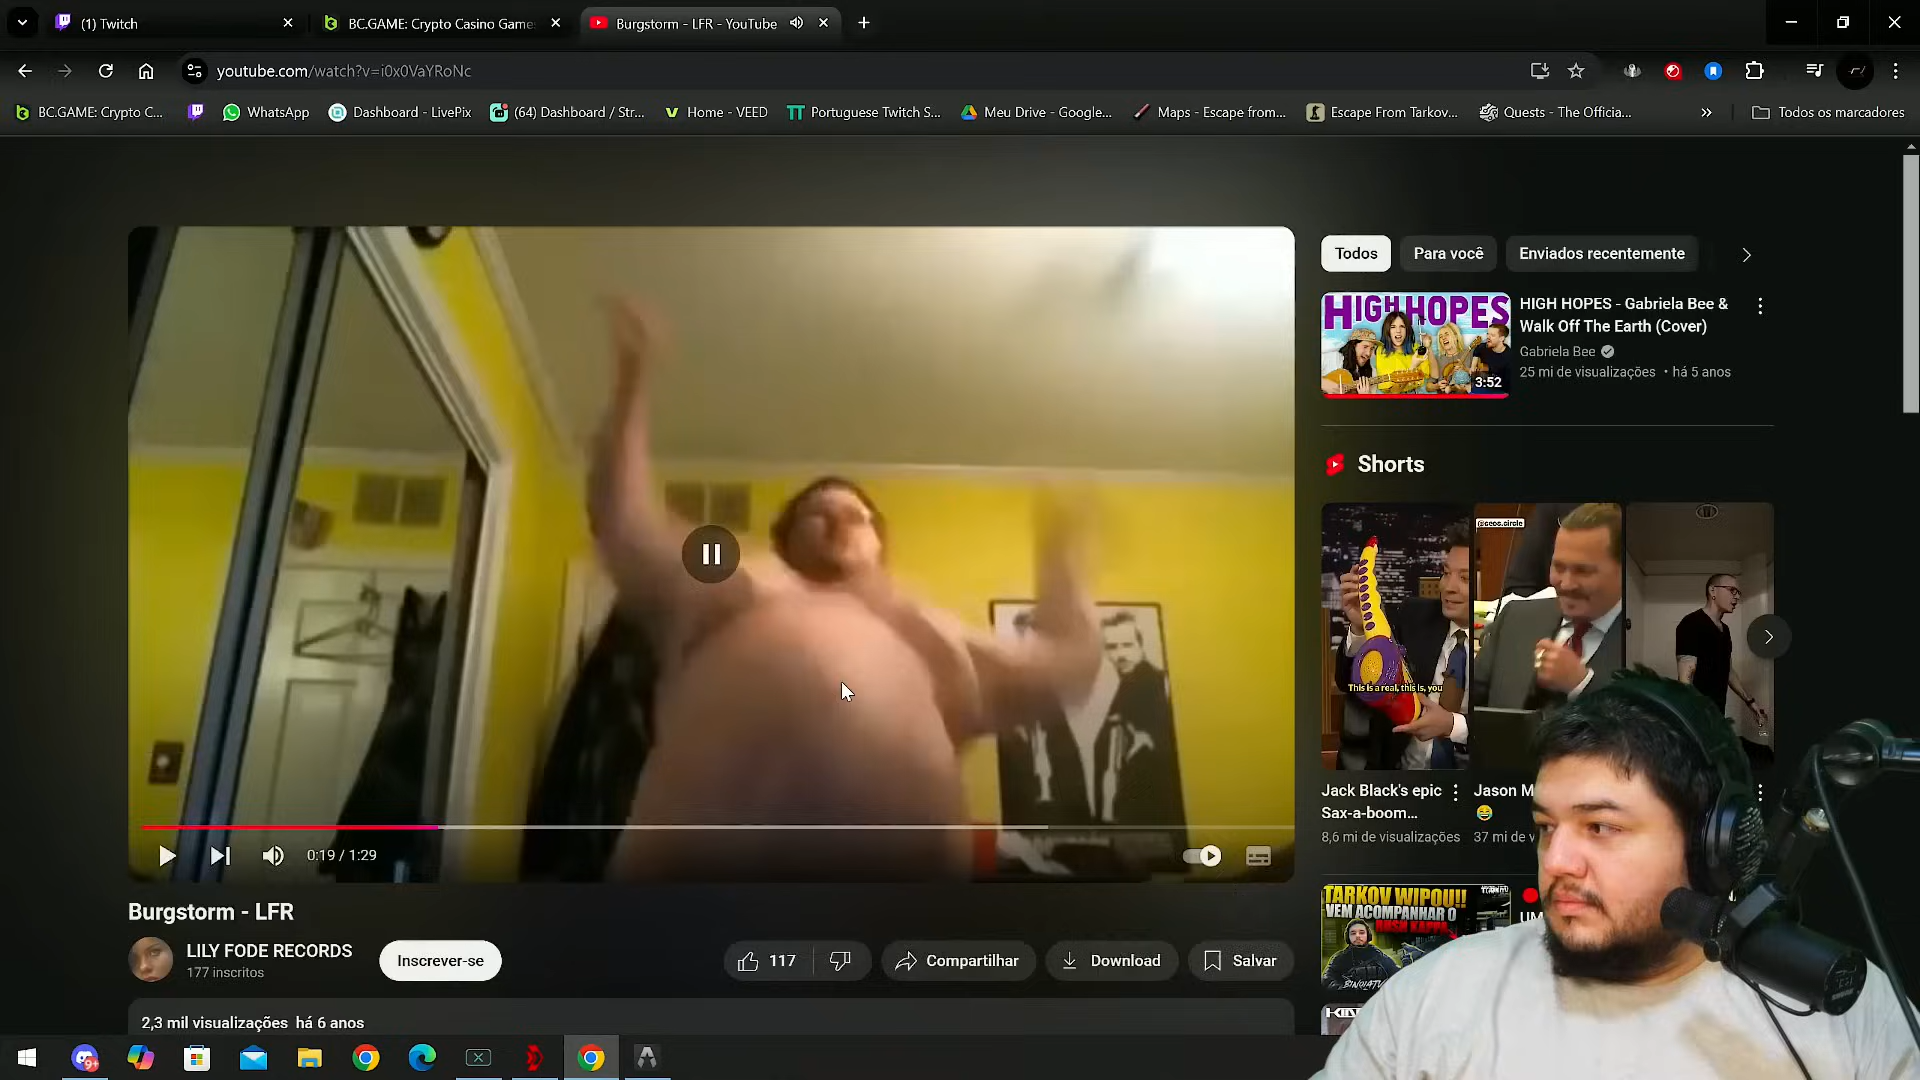 (1) Twitch
BC.GAME: Crypto Casino Game
Burgstorm - LFR - YouTube
youtube.com/watch?v=i0x0VaYRoNc
BC.GAME: Crypto C...
WhatsApp
Dashboard - LivePix
(64) Dashboard / Str...
Home - VEED
Portuguese Twitch S...
Meu Drive - Google...
Maps - Escape from...
Escape From Tarkov...
Quests - The Officia...
Todos os marcadores
Todos
Para você
Enviados recentemente
HIGH HOPES
3:52
HIGH HOPES - Gabriela Bee &
Walk Off The Earth (Cover)
Gabriela Bee
25 mi de visualizações • há 5 anos
Shorts
@ceos.circle
This is a real, this is, you
Jack Black's epic
Sax-a-boom...
8,6 mi de visualizações
Jason M
37 mi de v
0:19 / 1:29
Burgstorm - LFR
LILY FODE RECORDS
177 inscritos
Inscrever-se
117
Compartilhar
Download
Salvar
2,3 mil visualizações há 6 anos
TARKOV WIPOU!!
VEM ACOMPANHAR O
UM
9+